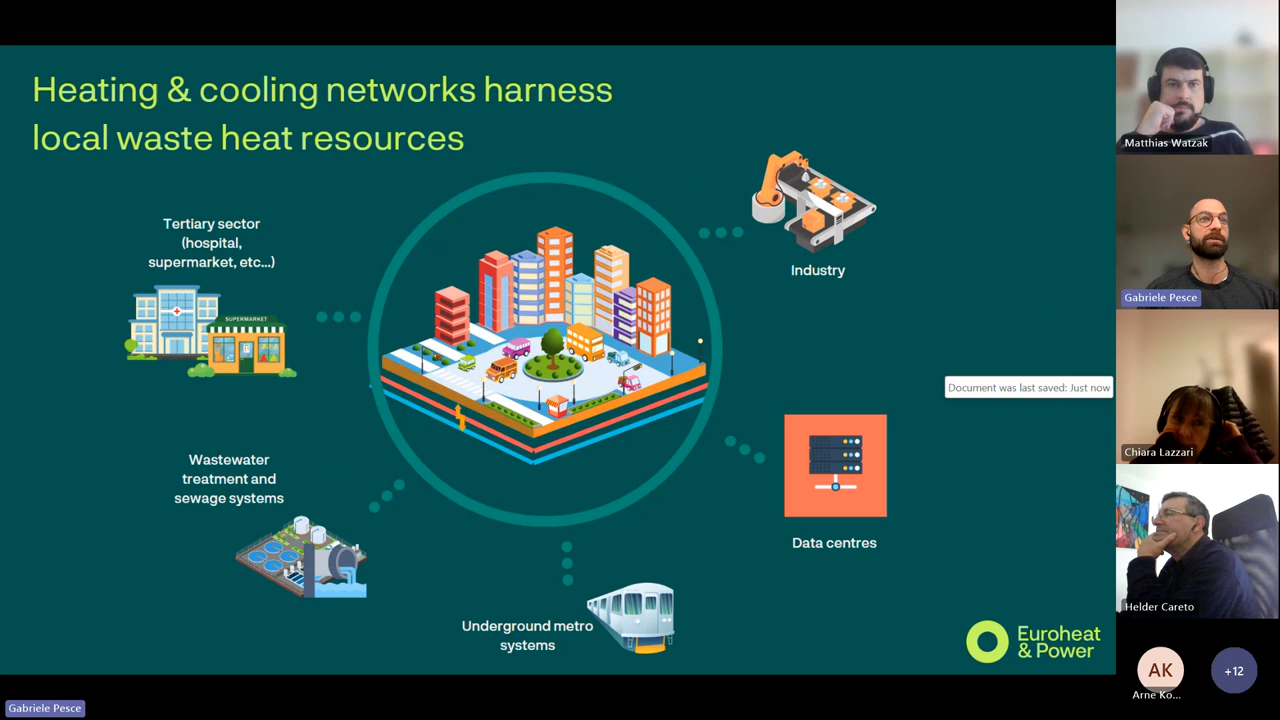 Heating & cooling networks harness
local waste heat resources
Tertiary sector
(hospital,
supermarket, etc...)
SUPERMARKET
Industry
Wastewater
treatment and
sewage systems
Data centres
Underground metro
systems
Euroheat
& Power
Document was last saved: Just now
Matthias Watzak
Gabriele Pesce
Chiara Lazzari
Helder Careto
AK
Arne Ko...
+12
Gabriele Pesce